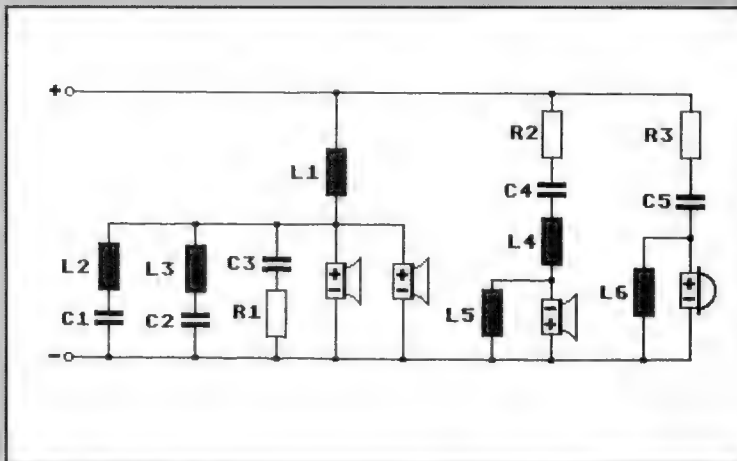 +
R2
R3
L1
C4
C5
L2
L3
C3
L4
+
-
+
-
L6
+
-
C1
C2
R1
L5
-
+
-